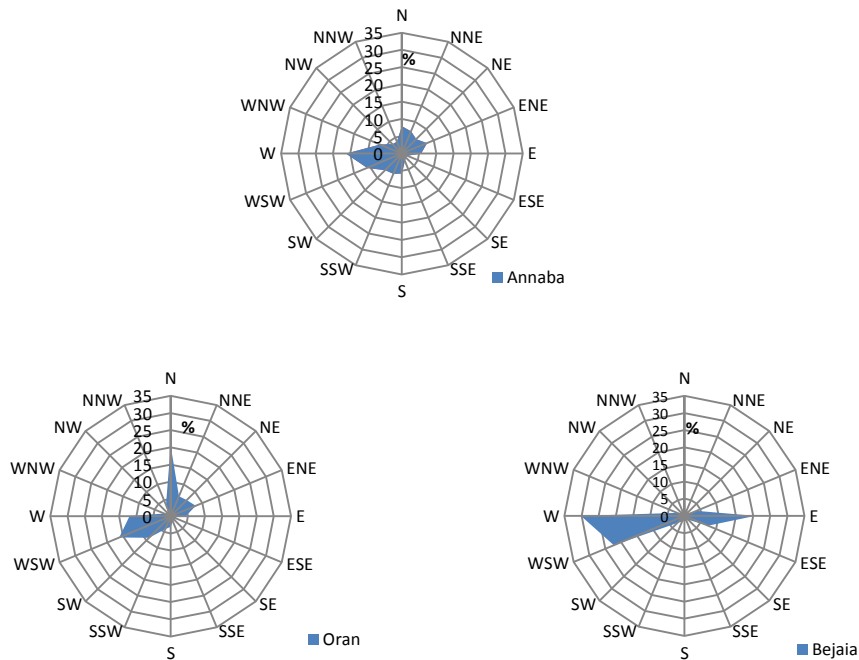 N
NNE
NE
ENE
E
ESE
SE
SSE
S
SSW
SW
WSW
W
WNW
NW
NNW
35
30
25
20
15
10
5
0
%
Annaba
N
NNE
NE
ENE
E
ESE
SE
SSE
S
SSW
SW
WSW
W
WNW
NW
NNW
35
30
25
20
15
10
5
0
%
Oran
N
NNE
NE
ENE
E
ESE
SE
SSE
S
SSW
SW
WSW
W
WNW
NW
NNW
35
30
25
20
15
10
5
0
%
Bejaia